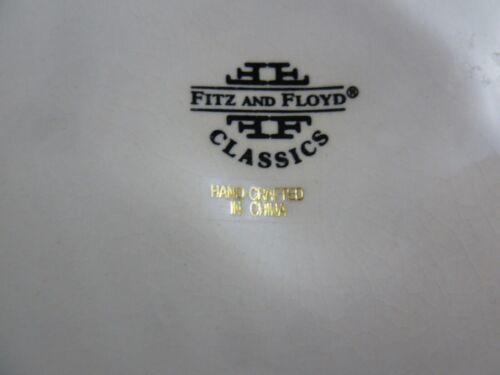 FITZ AND FLOYD®
CLASSICS
HAND CRAFTED
IN CHINA